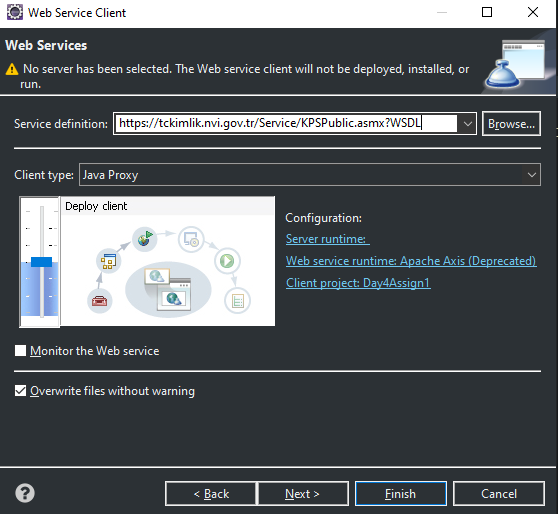 Web Service Client
Web Services
No server has been selected. The Web service client will not be deployed, installed, or
run.
Service definition: https://tckimlik.nvi.gov.tr/Service/KPSPublic.asmx?WSDL Browse...
Client type: Java Proxy
Deploy client
Configuration:
Server runtime:
Web service runtime: Apache Axis (Deprecated)
Client project: Day4Assign1
Monitor the Web service
Overwrite files without warning
? < Back Next > Finish Cancel